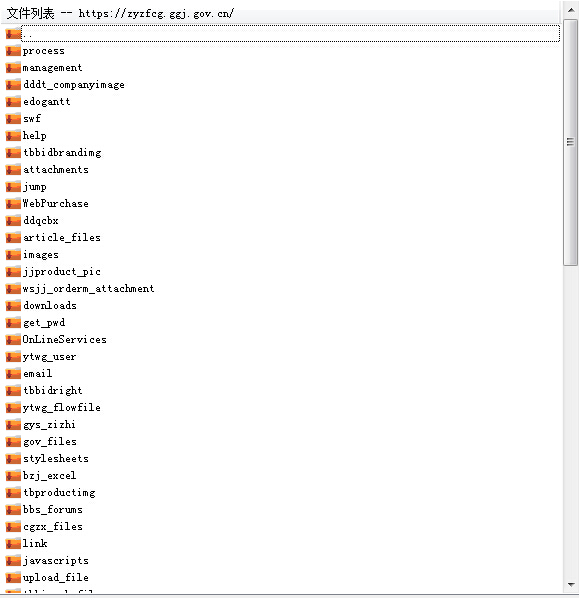 文件列表 -- https://zyzfcg.ggj.gov.cn/
..
process
management
dddt_companyimage
edogantt
swf
help
tbbidbrandimg
attachments
jump
WebPurchase
ddqcbx
article_files
images
jjproduct_pic
wsjj_orderm_attachment
downloads
get_pwd
OnLineServices
ytwg_user
email
tbbidright
ytwg_flowfile
gys_zizhi
gov_files
stylesheets
bzj_excel
tbproductimg
bbs_forums
cgzx_files
link
javascripts
upload_file